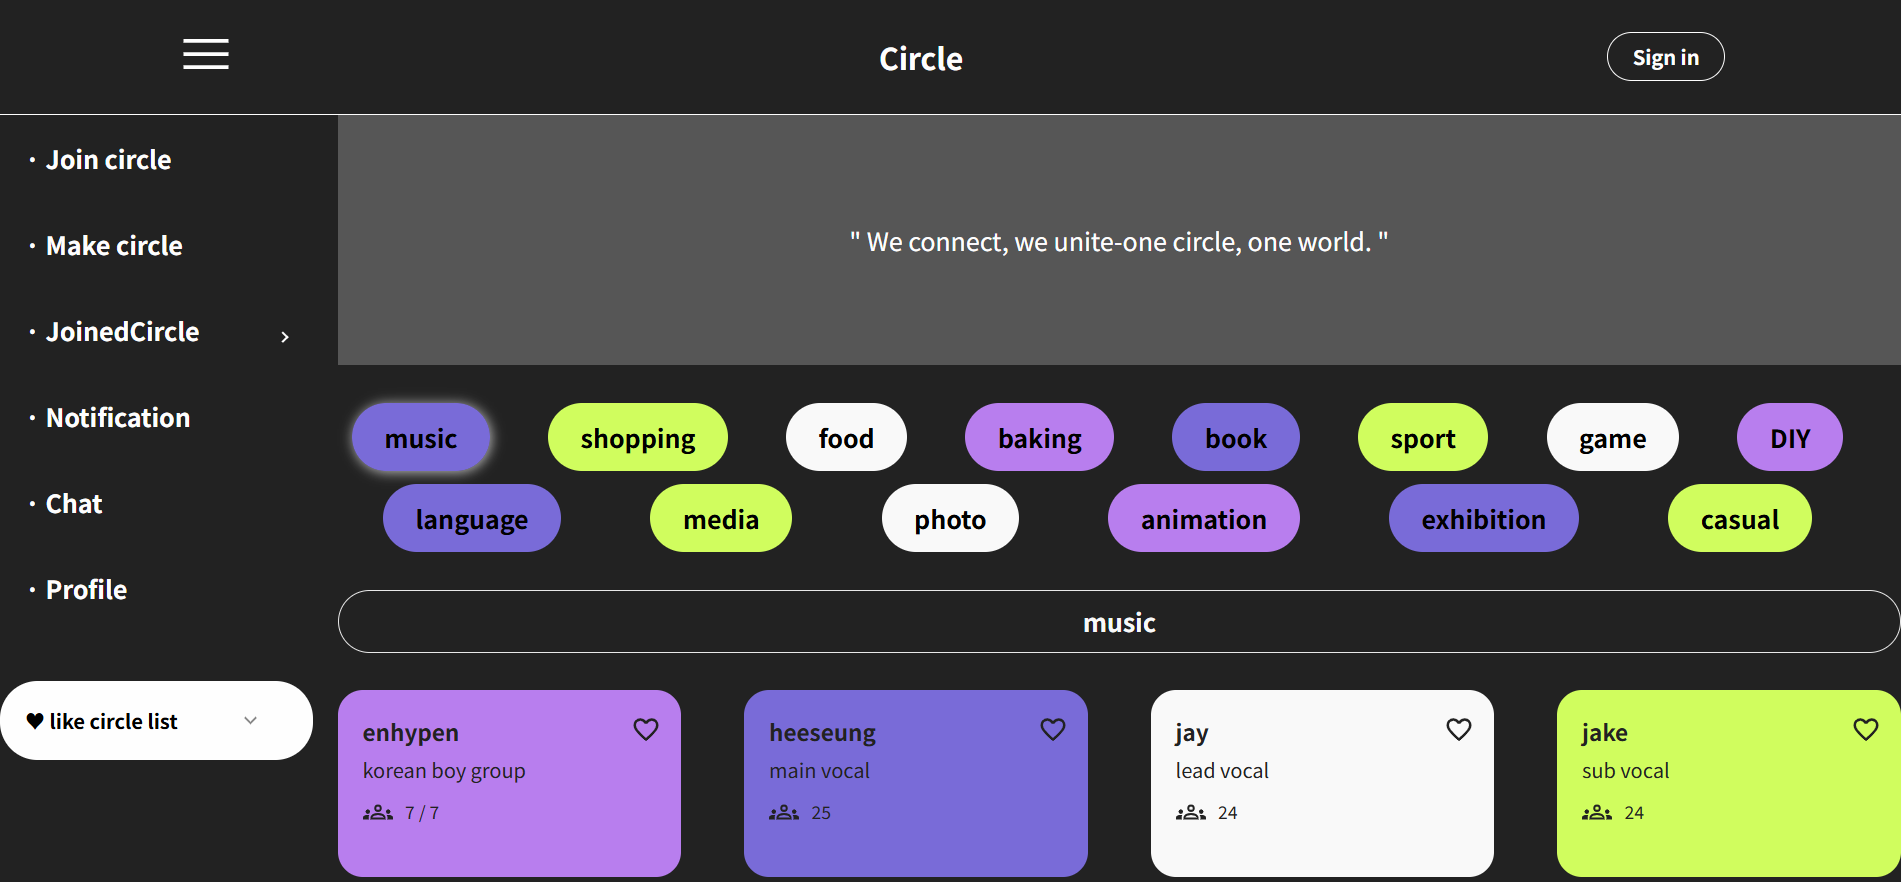 Circle
Sign in
· Join circle
· Make circle
· JoinedCircle
· Notification
· Chat
· Profile
♥ like circle list
" We connect, we unite-one circle, one world. "
music shopping food baking book sport game DIY
language media photo animation exhibition casual
music
enhypen
korean boy group
7 / 7
heeseung
main vocal
25
jay
lead vocal
24
jake
sub vocal
24